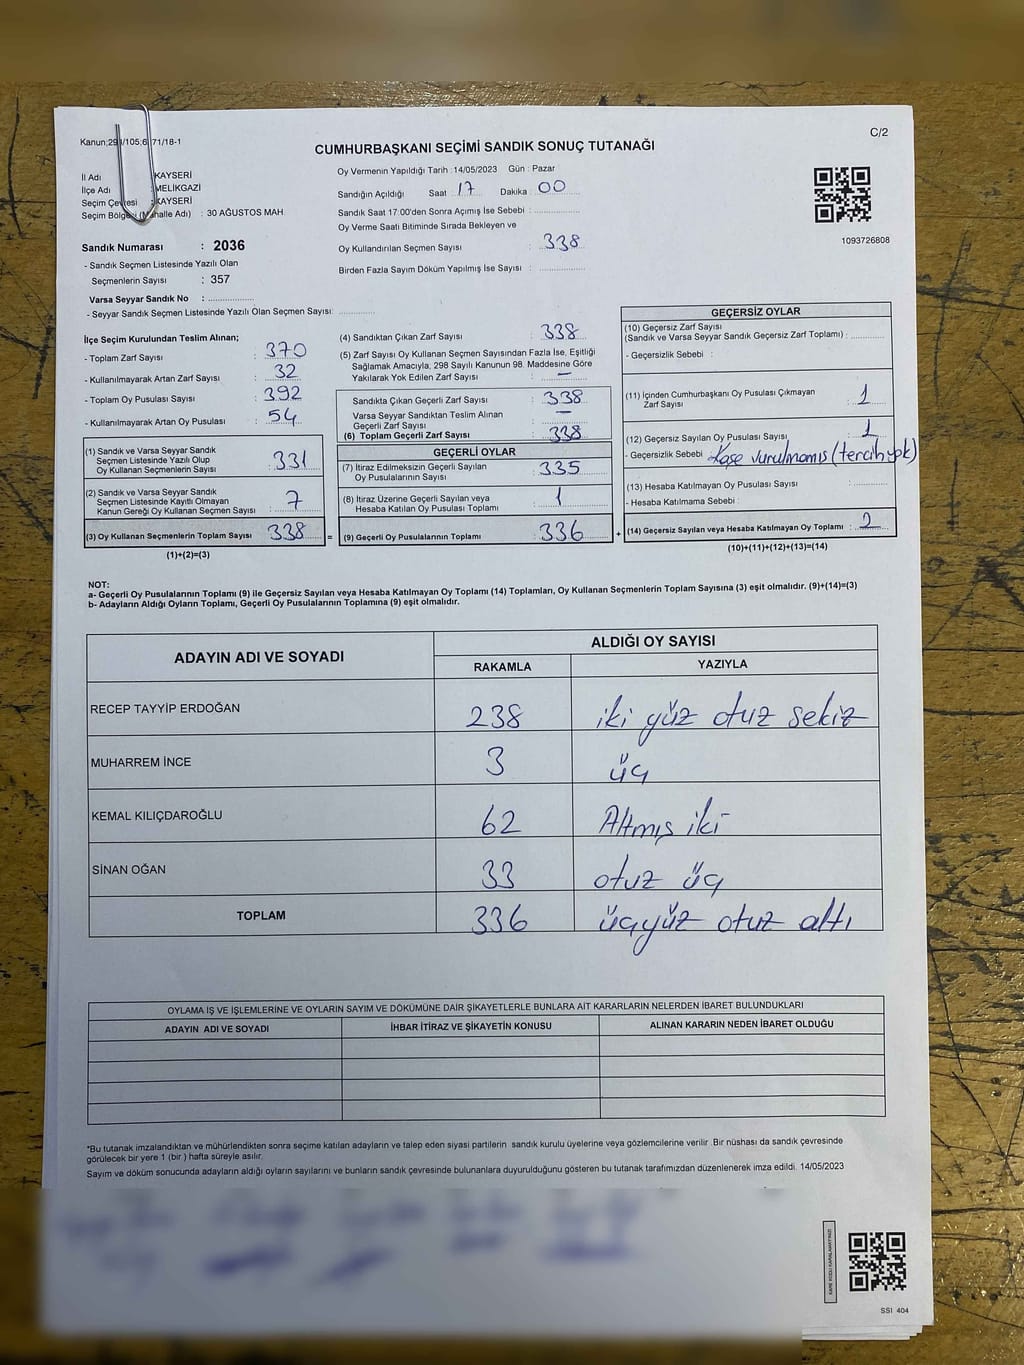 Kanun;29 /105;6 71/18-1
C/2
CUMHURBAŞKANI SEÇİMİ SANDIK SONUÇ TUTANAĞI
İl Adı : KAYSERİ
İlçe Adı : MELİKGAZİ
Seçim Çevresi : KAYSERİ
Seçim Bölgesi (Mahalle Adı) : 30 AĞUSTOS MAH
Sandık Numarası : 2036
- Sandık Seçmen Listesinde Yazılı Olan
Seçmenlerin Sayısı : 357
Varsa Seyyar Sandık No :
- Seyyar Sandık Seçmen Listesinde Yazılı Olan Seçmen Sayısı:
Oy Vermenin Yapıldığı Tarih :14/05/2023 Gün : Pazar
Sandığın Açıldığı Saat 17 Dakika 00
Sandık Saat 17:00'den Sonra Açımış İse Sebebi :
Oy Verme Saati Bitiminde Sırada Bekleyen ve
Oy Kullandırılan Seçmen Sayısı : 338
Birden Fazla Sayım Döküm Yapılmış İse Sayısı :
1093726808
İlçe Seçim Kurulundan Teslim Alınan;
- Toplam Zarf Sayısı : 370
- Kullanılmayarak Artan Zarf Sayısı : 32
- Toplam Oy Pusulası Sayısı : 392
- Kullanılmayarak Artan Oy Pusulası : 54
(1) Sandık ve Varsa Seyyar Sandık
Seçmen Listesinde Yazılı Olup
Oy Kullanan Seçmenlerin Sayısı : 331
(2) Sandık ve Varsa Seyyar Sandık
Seçmen Listesinde Kayıtlı Olmayan
Kanun Gereği Oy Kullanan Seçmen Sayısı : 7
(3) Oy Kullanan Seçmenlerin Toplam Sayısı : 338 =
(1)+(2)=(3)
(4) Sandıktan Çıkan Zarf Sayısı : 338
(5) Zarf Sayısı Oy Kullanan Seçmen Sayısından Fazla İse, Eşitliği
Sağlamak Amacıyla, 298 Sayılı Kanunun 98. Maddesine Göre
Yakılarak Yok Edilen Zarf Sayısı : —
Sandıkta Çıkan Geçerli Zarf Sayısı : 338
Varsa Seyyar Sandıktan Teslim Alınan
Geçerli Zarf Sayısı : —
(6) Toplam Geçerli Zarf Sayısı : 338
GEÇERLİ OYLAR
(7) İtiraz Edilmeksizin Geçerli Sayılan
Oy Pusulalarının Sayısı : 335
(8) İtiraz Üzerine Geçerli Sayılan veya
Hesaba Katılan Oy Pusulası Toplamı : 1
(9) Geçerli Oy Pusulalarının Toplamı : 336 +
GEÇERSİZ OYLAR
(10) Geçersiz Zarf Sayısı
(Sandık ve Varsa Seyyar Sandık Geçersiz Zarf Toplamı) :
- Geçersizlik Sebebi :
(11) İçinden Cumhurbaşkanı Oy Pusulası Çıkmayan
Zarf Sayısı : 1
(12) Geçersiz Sayılan Oy Pusulası Sayısı : 1
- Geçersizlik Sebebi : Kaşe vurulmamış (tercih yok)
(13) Hesaba Katılmayan Oy Pusulası Sayısı :
- Hesaba Katılmama Sebebi :
(14) Geçersiz Sayılan veya Hesaba Katılmayan Oy Toplamı : 2
(10)+(11)+(12)+(13)=(14)
NOT:
a- Geçerli Oy Pusulalarının Toplamı (9) ile Geçersiz Sayılan veya Hesaba Katılmayan Oy Toplamı (14) Toplamları, Oy Kullanan Seçmenlerin Toplam Sayısına (3) eşit olmalıdır. (9)+(14)=(3)
b- Adayların Aldığı Oyların Toplamı, Geçerli Oy Pusulalarının Toplamına (9) eşit olmalıdır.
ADAYIN ADI VE SOYADI
ALDIĞI OY SAYISI
RAKAMLA YAZIYLA
RECEP TAYYİP ERDOĞAN 238 iki yüz otuz sekiz
MUHARREM İNCE 3 üç
KEMAL KILIÇDAROĞLU 62 Altmış iki
SİNAN OĞAN 33 otuz üç
TOPLAM 336 üçyüz otuz altı
OYLAMA İŞ VE İŞLEMLERİNE VE OYLARIN SAYIM VE DÖKÜMÜNE DAİR ŞİKAYETLERLE BUNLARA AİT KARARLARIN NELERDEN İBARET BULUNDUKLARI
ADAYIN ADI VE SOYADI İHBAR İTİRAZ VE ŞİKAYETİN KONUSU ALINAN KARARIN NEDEN İBARET OLDUĞU
*Bu tutanak imzalandıktan ve mühürlendikten sonra seçime katılan adayların ve talep eden siyasi partilerin sandık kurulu üyelerine veya gözlemcilerine verilir .Bir nüshası da sandık çevresinde
görülecek bir yere 1 (bir ) hafta süreyle asılır.
Sayım ve döküm sonucunda adayların aldığı oyların sayılarını ve bunların sandık çevresinde bulunanlara duyurulduğunu gösteren bu tutanak tarafımızdan düzenlenerek imza edildi. 14/05/2023
KARE KODU KARALAMAYINIZ!
SSI 404